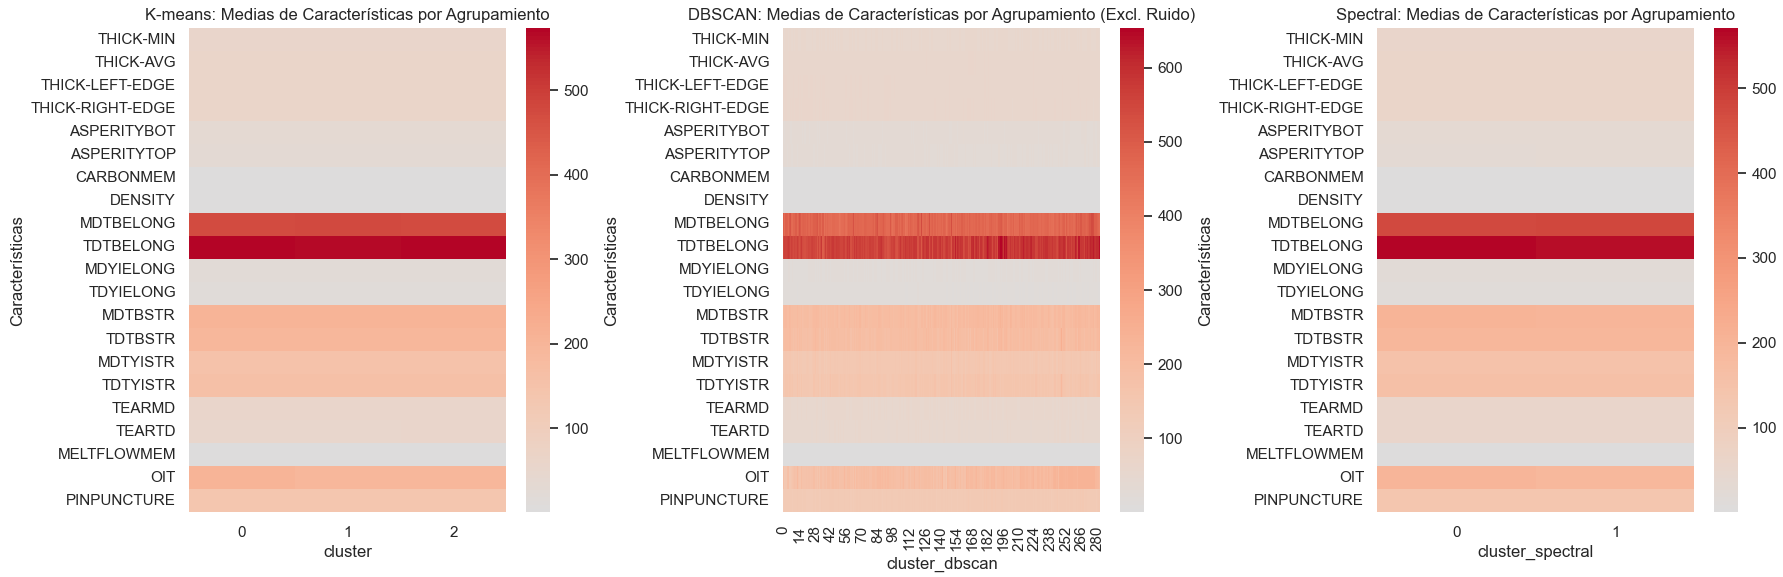 K-means: Medias de Características por Agrupamiento
THICK-MIN
THICK-AVG
THICK-LEFT-EDGE
THICK-RIGHT-EDGE
ASPERITYBOT
ASPERITYTOP
CARBONMEM
DENSITY
MDTBELONG
TDTBELONG
MDYIELONG
TDYIELONG
MDTBSTR
TDTBSTR
MDTYISTR
TDTYISTR
TEARMD
TEARTD
MELTFLOWMEM
OIT
PINPUNCTURE
Características
0 1 2
cluster
500
400
300
200
100
DBSCAN: Medias de Características por Agrupamiento (Excl. Ruido)
THICK-MIN
THICK-AVG
THICK-LEFT-EDGE
THICK-RIGHT-EDGE
ASPERITYBOT
ASPERITYTOP
CARBONMEM
DENSITY
MDTBELONG
TDTBELONG
MDYIELONG
TDYIELONG
MDTBSTR
TDTBSTR
MDTYISTR
TDTYISTR
TEARMD
TEARTD
MELTFLOWMEM
OIT
PINPUNCTURE
Características
0 14 28 42 56 70 84 98 112 126 140 154 168 182 196 210 224 238 252 266 280
cluster_dbscan
600
500
400
300
200
100
Spectral: Medias de Características por Agrupamiento
THICK-MIN
THICK-AVG
THICK-LEFT-EDGE
THICK-RIGHT-EDGE
ASPERITYBOT
ASPERITYTOP
CARBONMEM
DENSITY
MDTBELONG
TDTBELONG
MDYIELONG
TDYIELONG
MDTBSTR
TDTBSTR
MDTYISTR
TDTYISTR
TEARMD
TEARTD
MELTFLOWMEM
OIT
PINPUNCTURE
Características
0 1
cluster_spectral
500
400
300
200
100